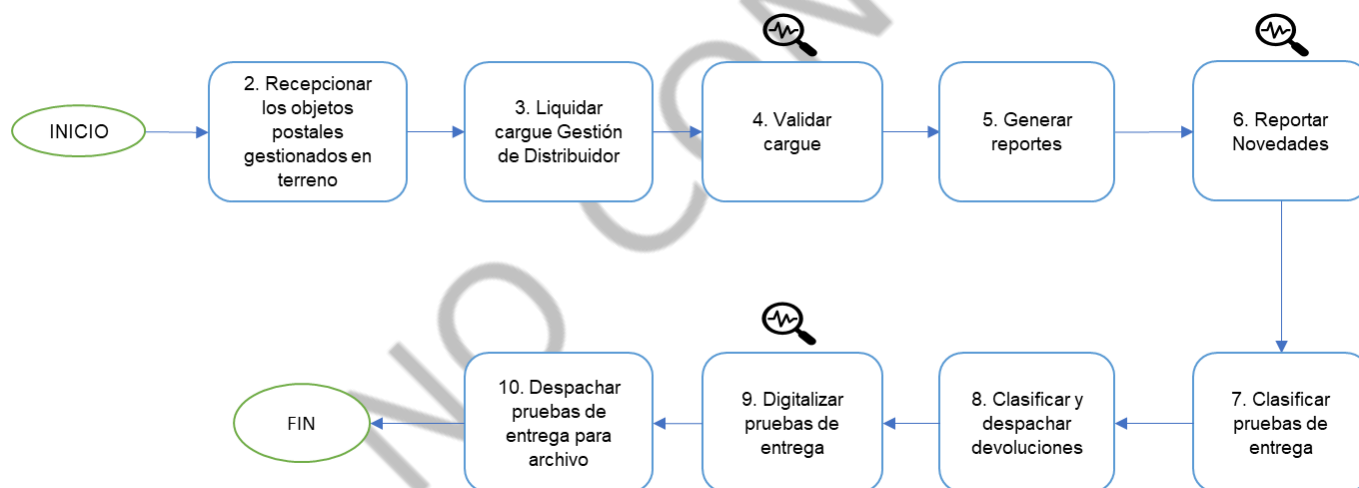 INICIO
2. Recepcionar
los objetos
postales
gestionados en
terreno
3. Liquidar
cargue Gestión
de Distribuidor
4. Validar
cargue
5. Generar
reportes
6. Reportar
Novedades
7. Clasificar
pruebas de
entrega
8. Clasificar y
despachar
devoluciones
9. Digitalizar
pruebas de
entrega
10. Despachar
pruebas de
entrega para
archivo
FIN
NO CON